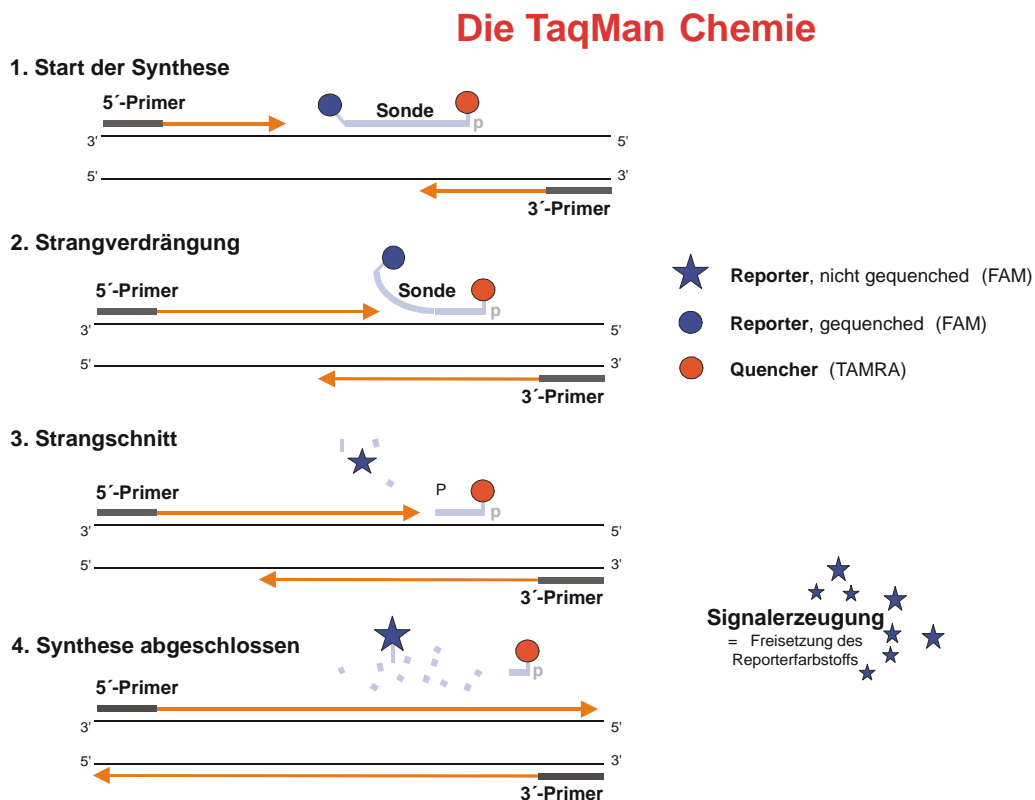 Die TaqMan Chemie
1. Start der Synthese
5´-Primer
Sonde
p
3'
5'
5'
3'
3´-Primer
2. Strangverdrängung
5´-Primer
Sonde
p
3'
5'
5'
3'
3´-Primer
Reporter, nicht gequenched (FAM)
Reporter, gequenched (FAM)
Quencher (TAMRA)
3. Strangschnitt
5´-Primer
P
p
3'
5'
5'
3'
3´-Primer
4. Synthese abgeschlossen
5´-Primer
p
3'
5'
5'
3'
3´-Primer
Signalerzeugung
= Freisetzung des
Reporterfarbstoffs